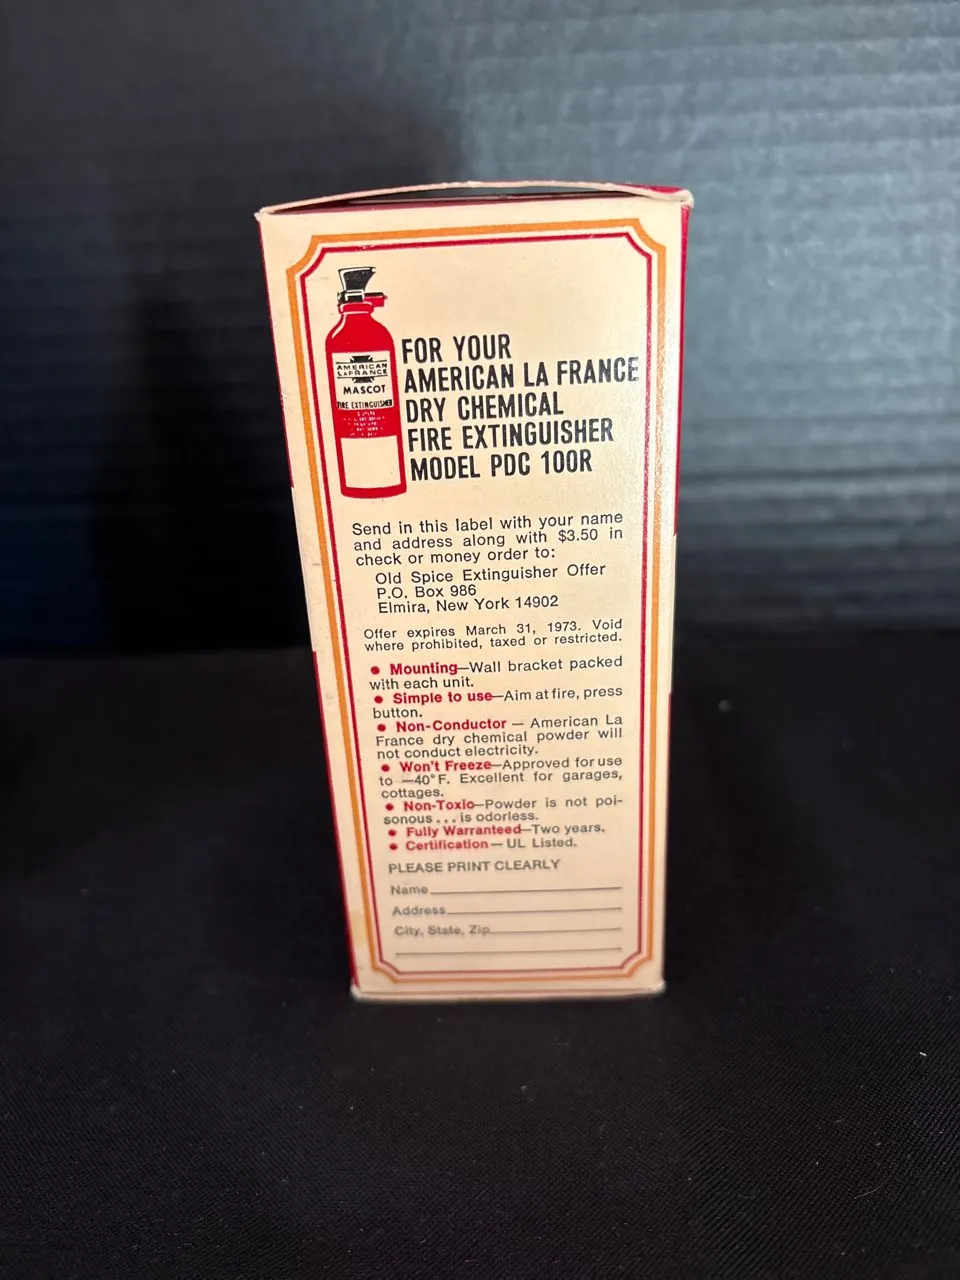 AMERICAN
LAFRANCE
MASCOT
FIRE EXTINGUISHER
FOR YOUR
AMERICAN LA FRANCE
DRY CHEMICAL
FIRE EXTINGUISHER
MODEL PDC 100R
Send in this label with your name
and address along with $3.50 in
check or money order to:
Old Spice Extinguisher Offer
P.O. Box 986
Elmira, New York 14902
Offer expires March 31, 1973. Void
where prohibited, taxed or restricted.
• Mounting—Wall bracket packed
with each unit.
• Simple to use—Aim at fire, press
button.
• Non-Conductor — American La
France dry chemical powder will
not conduct electricity.
• Won't Freeze—Approved for use
to —40°F. Excellent for garages,
cottages.
• Non-Toxic—Powder is not poi-
sonous . . . is odorless.
• Fully Warranteed—Two years.
• Certification — UL Listed.
PLEASE PRINT CLEARLY
Name
Address
City, State, Zip